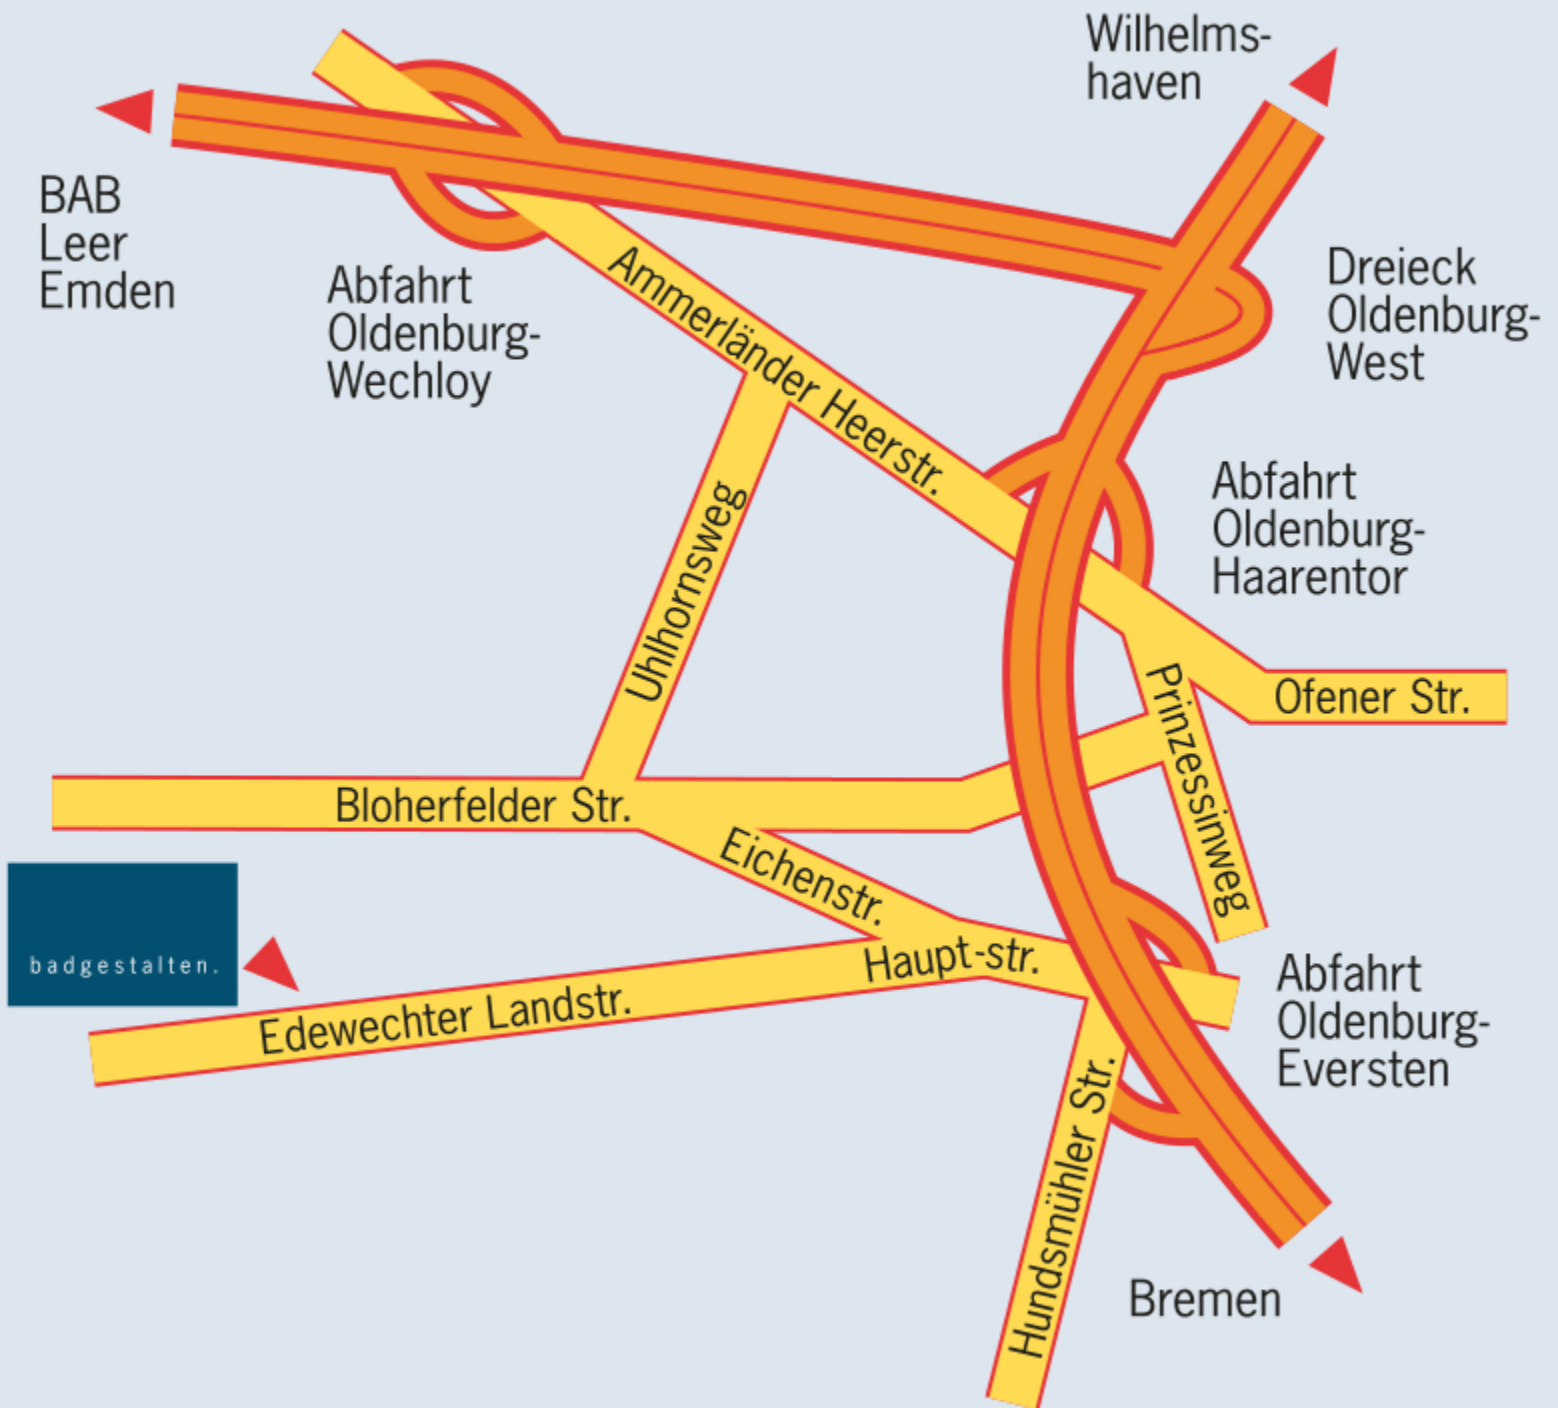 Wilhelms-
haven
BAB
Leer
Emden
Abfahrt
Oldenburg-
Wechloy
Ammerländer Heerstr.
Dreieck
Oldenburg-
West
Abfahrt
Oldenburg-
Haarentor
Uhlhornsweg
Prinzessinweg
Ofener Str.
Bloherfelder Str.
Eichenstr.
Haupt-str.
badgestalten.
Edewechter Landstr.
Abfahrt
Oldenburg-
Eversten
Hundsmühler Str.
Bremen